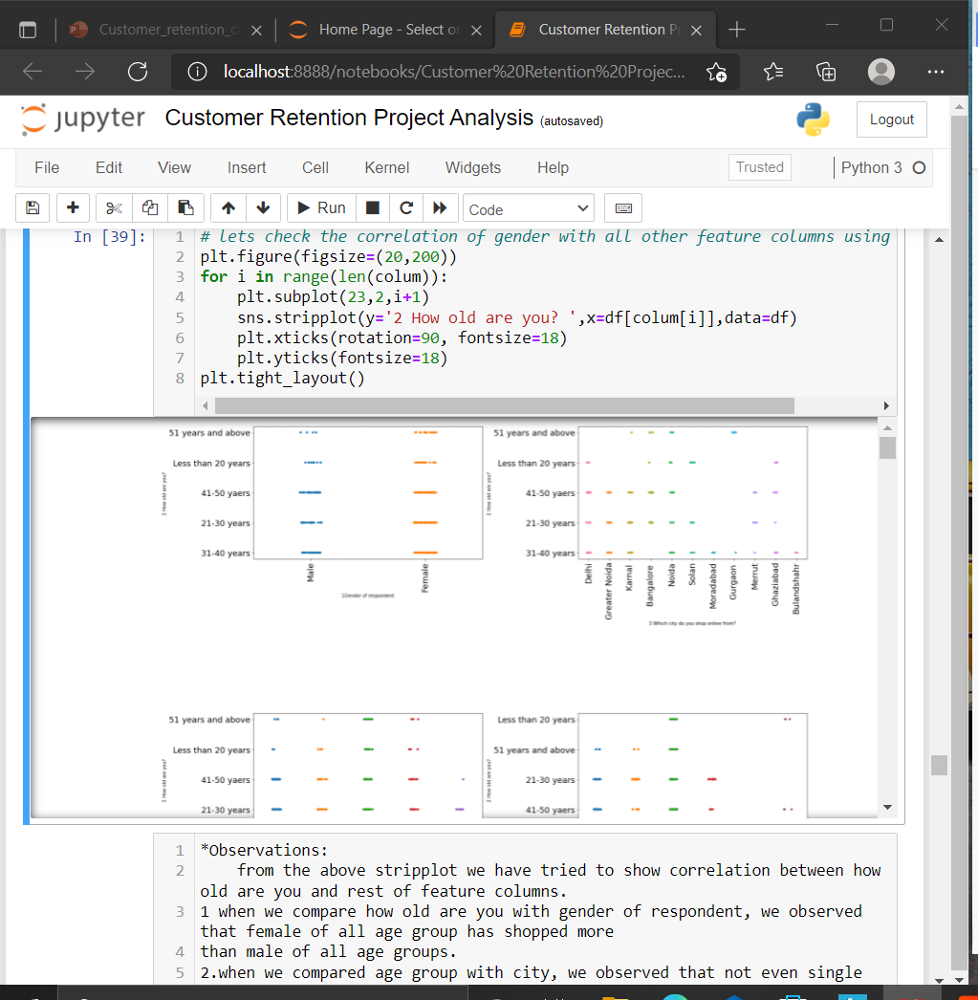 Customer_retention_c
Home Page - Select or
Customer Retention P
localhost:8888/notebooks/Customer%20Retention%20Projec...
jupyter
Customer Retention Project Analysis (autosaved)
Logout
File Edit View Insert Cell Kernel Widgets Help
Trusted
Python 3
Run
Code
In [39]:
1 # lets check the correlation of gender with all other feature columns using
2 plt.figure(figsize=(20,200))
3 for i in range(len(colum)):
4 plt.subplot(23,2,i+1)
5 sns.stripplot(y='2 How old are you? ',x=df[colum[i]],data=df)
6 plt.xticks(rotation=90, fontsize=18)
7 plt.yticks(fontsize=18)
8 plt.tight_layout()
2 How old are you?
51 years and above
Less than 20 years
41-50 yaers
21-30 years
31-40 years
Male
Female
1Gender of respondent
2 How old are you?
51 years and above
Less than 20 years
41-50 yaers
21-30 years
31-40 years
Delhi
Greater Noida
Karnal
Bangalore
Noida
Solan
Moradabad
Gurgaon
Merrut
Ghaziabad
Bulandshahr
3 Which city do you shop online from?
2 How old are you?
51 years and above
Less than 20 years
41-50 yaers
21-30 years
2 How old are you?
Less than 20 years
51 years and above
21-30 years
41-50 yaers
1 *Observations:
2 from the above stripplot we have tried to show correlation between how
old are you and rest of feature columns.
3 1 when we compare how old are you with gender of respondent, we observed
that female of all age group has shopped more
4 than male of all age groups.
5 2.when we compared age group with city, we observed that not even single